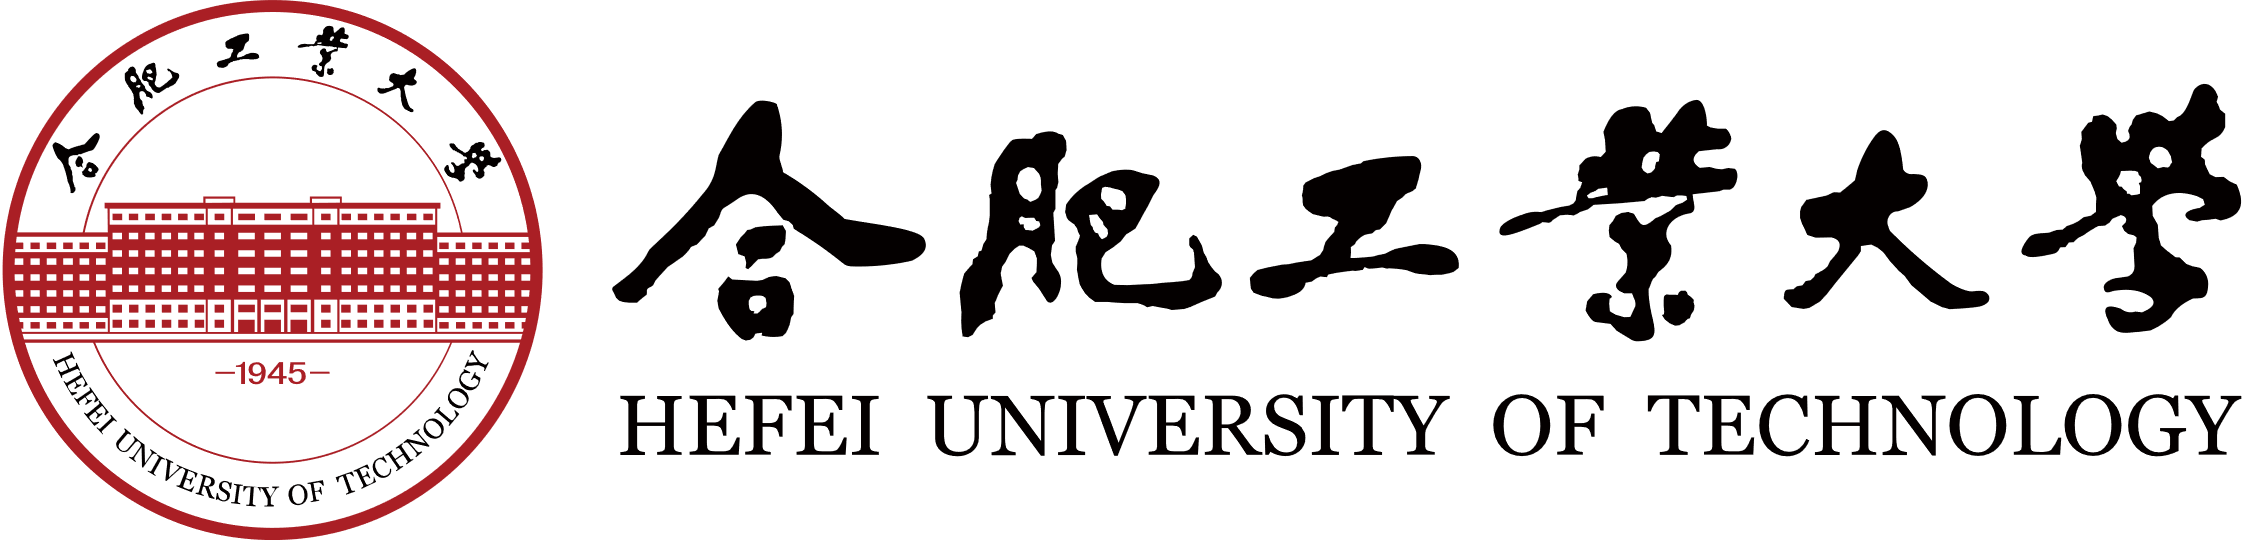 合肥工業大學
1945
HEFEI UNIVERSITY OF TECHNOLOGY
合肥工業大學
HEFEI UNIVERSITY OF TECHNOLOGY